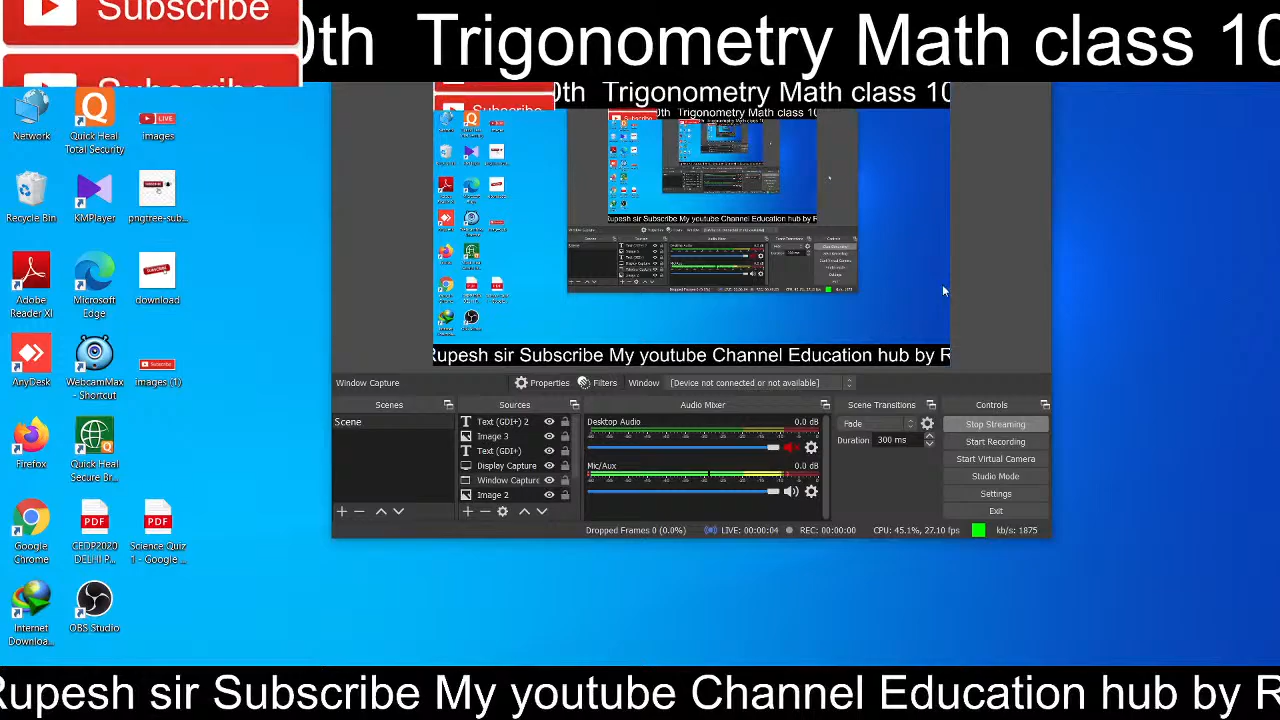 Subscribe
0th Trigonometry Math class 10
Subscribe
0th Trigonometry Math class 10
Subscribe
Network
Quick Heal
Total Security
images
Recycle Bin
KMPlayer
pngtree-sub...
Adobe
Reader XI
Microsoft
Edge
download
AnyDesk
WebcamMax
- Shortcut
images (1)
Firefox
Quick Heal
Secure Br...
Google
Chrome
CEDP2020
DELHI P...
Science Quiz
1 - Google ...
Internet
Downloa...
OBS Studio
Rupesh sir Subscribe My youtube Channel Education hub by R
Window Capture
Properties
Filters
Window
[Device not connected or not available]
Scenes
Sources
Audio Mixer
Scene Transitions
Controls
Scene
Text (GDI+) 2
Image 3
Text (GDI+)
Display Capture
Window Capture
Image 2
Desktop Audio 0.0 dB
Mic/Aux 0.0 dB
Fade
Duration 300 ms
Stop Streaming
Start Recording
Start Virtual Camera
Studio Mode
Settings
Exit
Dropped Frames 0 (0.0%) LIVE: 00:00:04 REC: 00:00:00 CPU: 45.1%, 27.10 fps kb/s: 1875
Rupesh sir Subscribe My youtube Channel Education hub by R